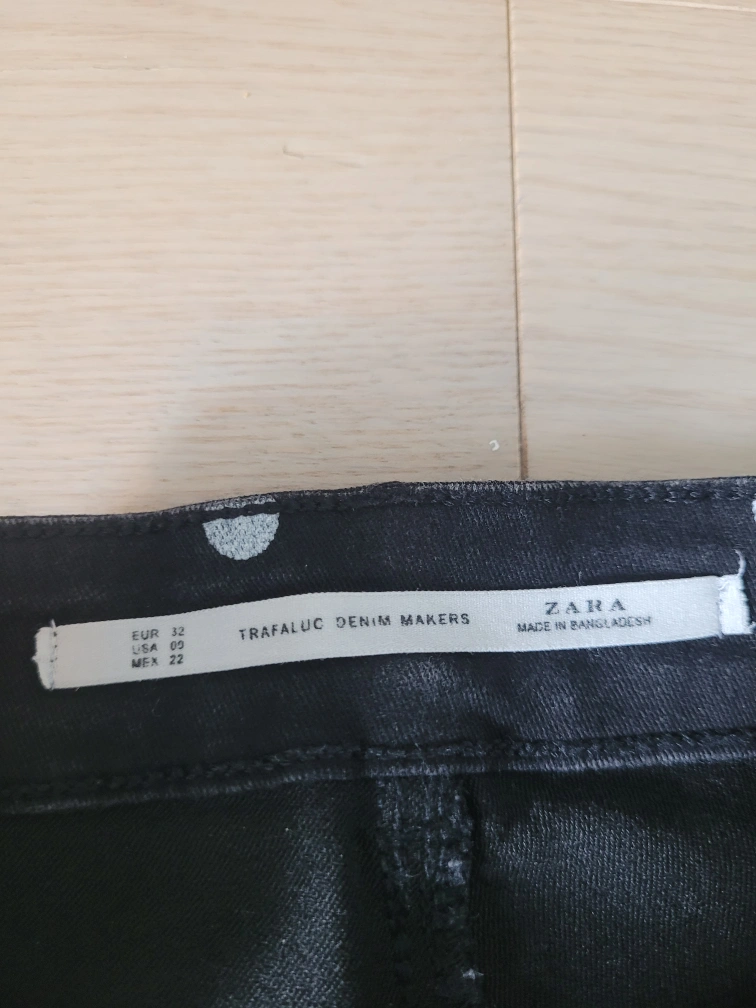 EUR 32
USA 00
MEX 22
TRAFALUC DENIM MAKERS
ZARA
MADE IN BANGLADESH